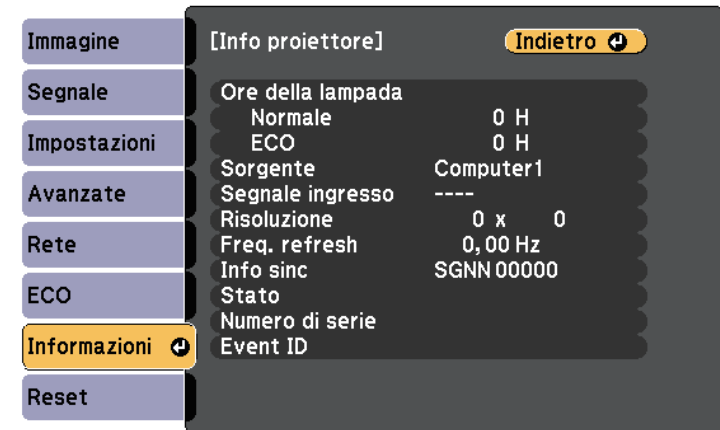 Immagine
Segnale
Impostazioni
Avanzate
Rete
ECO
Informazioni
Reset
[Info proiettore] Indietro
Ore della lampada
Normale 0 H
ECO 0 H
Sorgente Computer1
Segnale ingresso ----
Risoluzione 0 x 0
Freq. refresh 0,00 Hz
Info sinc SGNN 00000
Stato
Numero di serie
Event ID